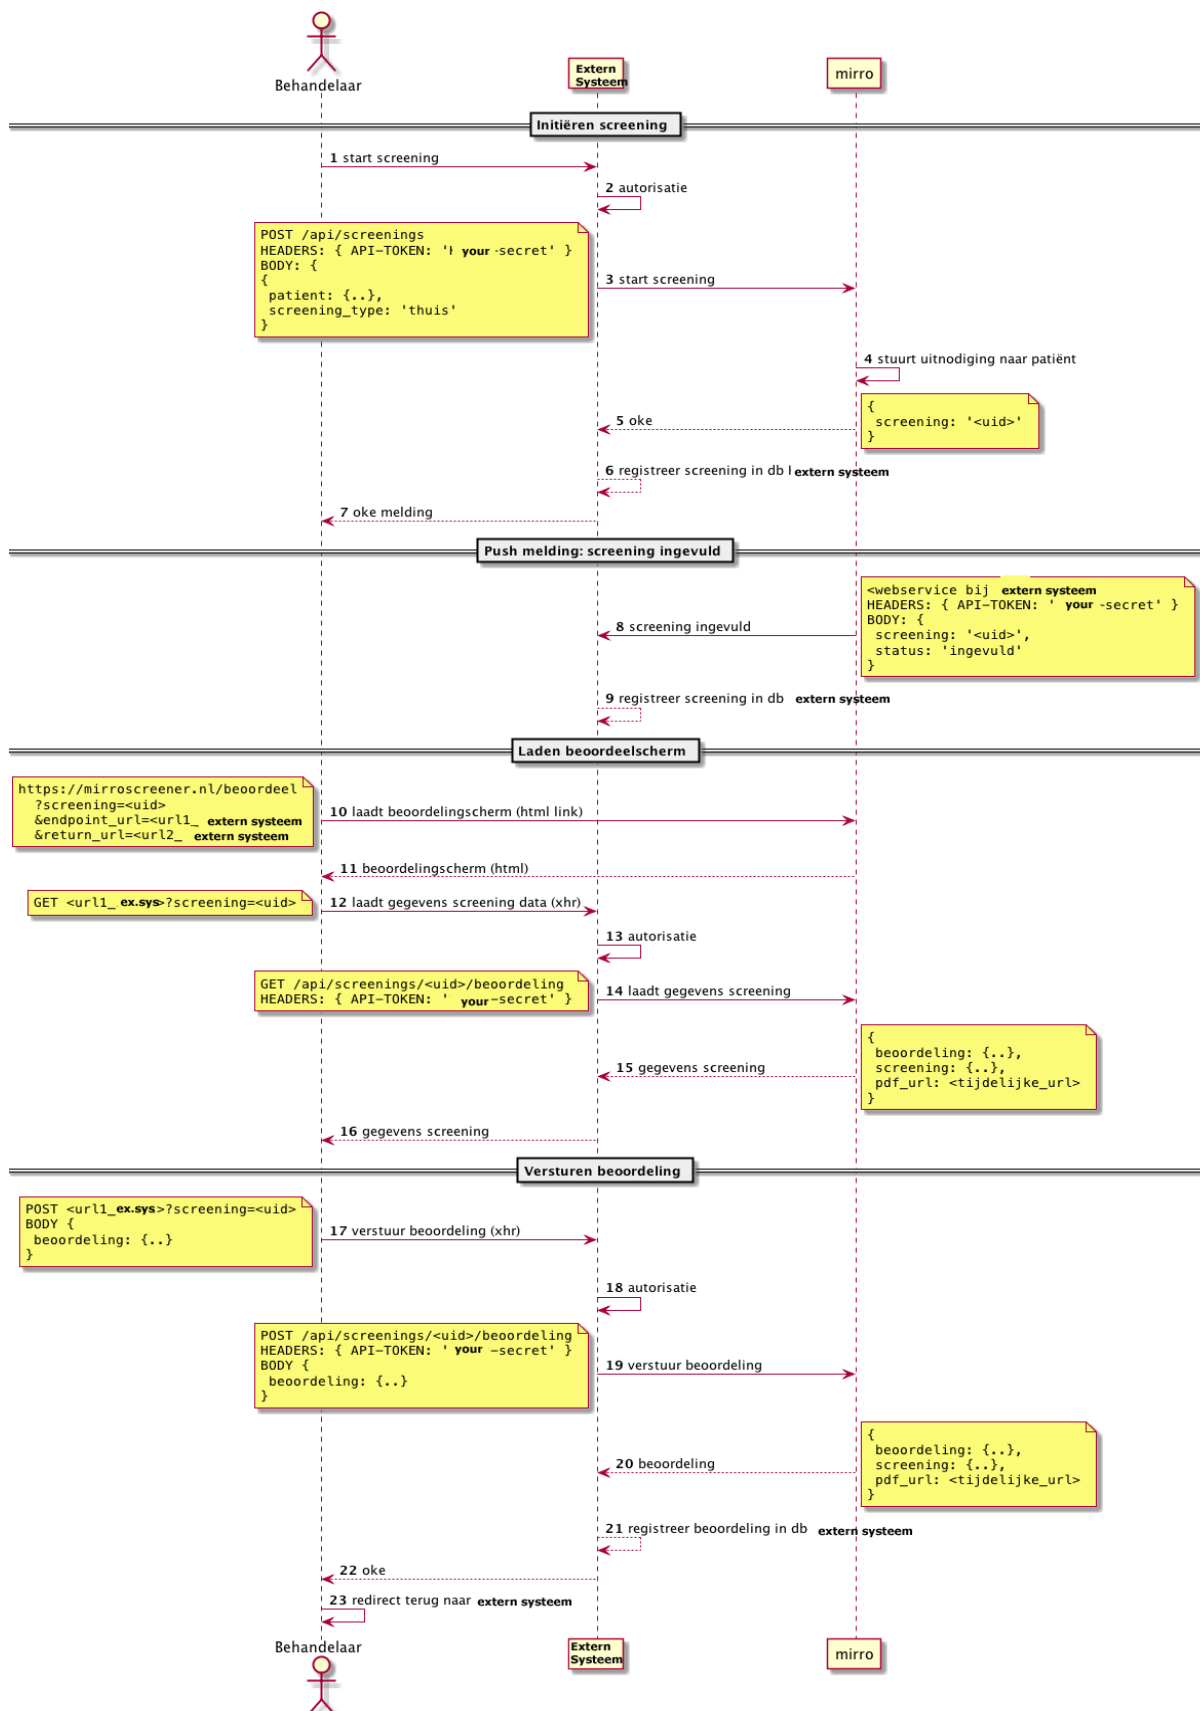 Behandelaar
Extern
Systeem
mirro
Initiëren screening
1 start screening
2 autorisatie
POST /api/screenings
HEADERS: { API-TOKEN: ' your -secret' }
BODY: {
{
patient: {..},
screening_type: 'thuis'
}
3 start screening
4 stuurt uitnodiging naar patiënt
5 oke
{
screening: '<uid>'
}
6 registreer screening in db extern systeem
7 oke melding
Push melding: screening ingevuld
<webservice bij extern systeem
HEADERS: { API-TOKEN: ' your -secret' }
BODY: {
screening: '<uid>',
status: 'ingevuld'
}
8 screening ingevuld
9 registreer screening in db extern systeem
Laden beoordeelscherm
https://mirroscreener.nl/beoordeel
?screening=<uid>
&endpoint_url=<url1_ extern systeem
&return_url=<url2_ extern systeem
10 laadt beoordelingscherm (html link)
11 beoordelingscherm (html)
GET <url1_ ex.sys>?screening=<uid>
12 laadt gegevens screening data (xhr)
13 autorisatie
GET /api/screenings/<uid>/beoordeling
HEADERS: { API-TOKEN: ' your -secret' }
14 laadt gegevens screening
{
beoordeling: {..},
screening: {..},
pdf_url: <tijdelijke_url>
}
15 gegevens screening
16 gegevens screening
Versturen beoordeling
POST <url1_ex.sys>?screening=<uid>
BODY {
beoordeling: {..}
}
17 verstuur beoordeling (xhr)
18 autorisatie
POST /api/screenings/<uid>/beoordeling
HEADERS: { API-TOKEN: ' your -secret' }
BODY {
beoordeling: {..}
}
19 verstuur beoordeling
{
beoordeling: {..},
screening: {..},
pdf_url: <tijdelijke_url>
}
20 beoordeling
21 registreer beoordeling in db extern systeem
22 oke
23 redirect terug naar extern systeem
Behandelaar
Extern
Systeem
mirro